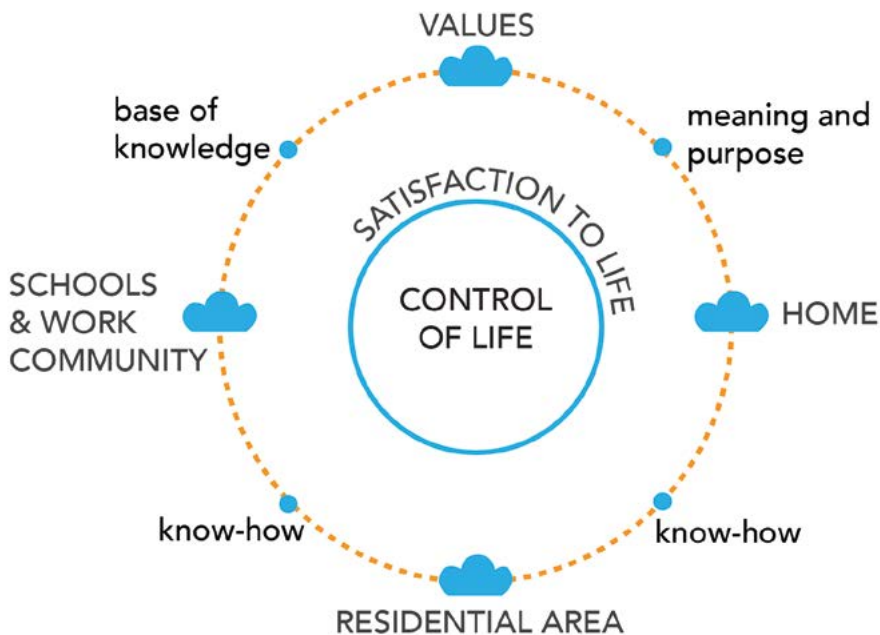 VALUES
base of
knowledge
meaning and
purpose
SATISFACTION TO LIFE
CONTROL
OF LIFE
SCHOOLS
& WORK
COMMUNITY
HOME
know-how
know-how
RESIDENTIAL AREA